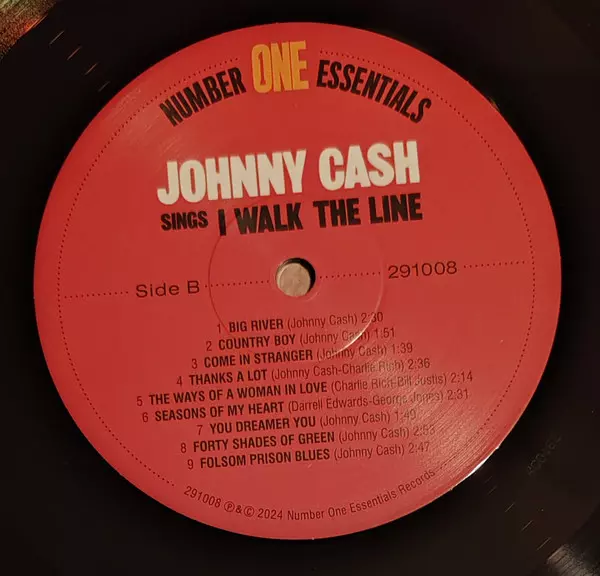 NUMBER ONE ESSENTIALS
JOHNNY CASH
SINGS I WALK THE LINE
Side B 291008
1 BIG RIVER (Johnny Cash) 2:30
2 COUNTRY BOY (Johnny Cash) 1:51
3 COME IN STRANGER (Johnny Cash) 1:39
4 THANKS A LOT (Johnny Cash-Charlie Rich) 2:36
5 THE WAYS OF A WOMAN IN LOVE (Charlie Rich-Bill Justis) 2:14
6 SEASONS OF MY HEART (Darrell Edwards-George Jones) 2:31
7 YOU DREAMER YOU (Johnny Cash) 1:49
8 FORTY SHADES OF GREEN (Johnny Cash) 2:53
9 FOLSOM PRISON BLUES (Johnny Cash) 2:47
291008 ℗&© 2024 Number One Essentials Records